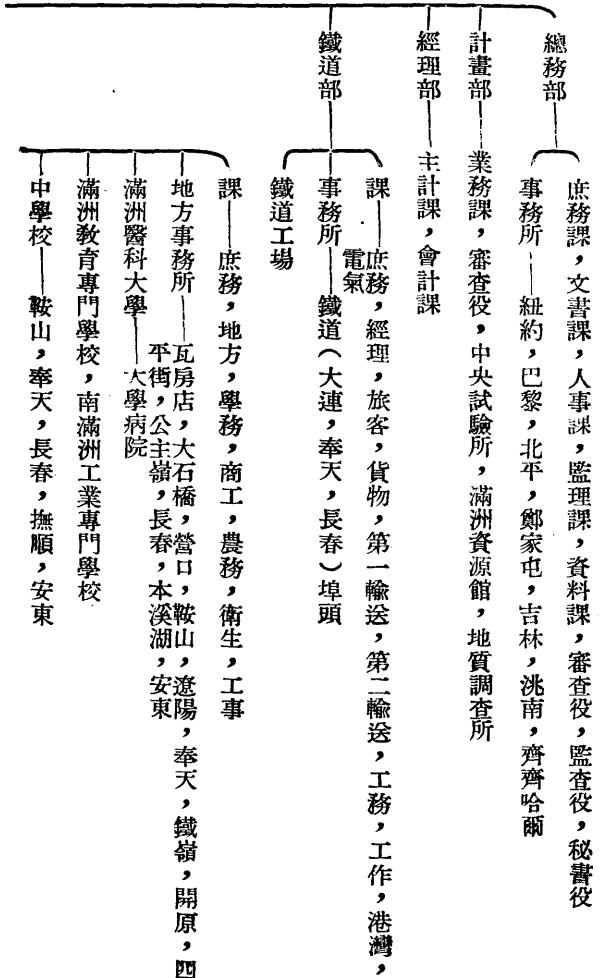 總務部
庶務課，文書課，人事課，監理課，資料課，審查役，監查役，秘書役
事務所——紐約，巴黎，北平，鄭家屯，吉林，洮南，齊齊哈爾
計畫部——業務課，審查役，中央試驗所，滿洲資源館，地質調查所
經理部——主計課，會計課
鐵道部
課——庶務，經理，旅客，貨物，第一輸送，第二輸送，工務，工作，港灣，
電氣
事務所——鐵道（大連，奉天，長春）埠頭
鐵道工場
課——庶務，地方，學務，商工，農務，衛生，工事
地方事務所——瓦房店，大石橋，營口，鞍山，遼陽，奉天，鐵嶺，開原，四
平街，公主嶺，長春，本溪湖，安東
滿洲醫科大學——大學病院
滿洲敎育專門學校，南滿洲工業專門學校
中學校——鞍山，奉天，長春，撫順，安東